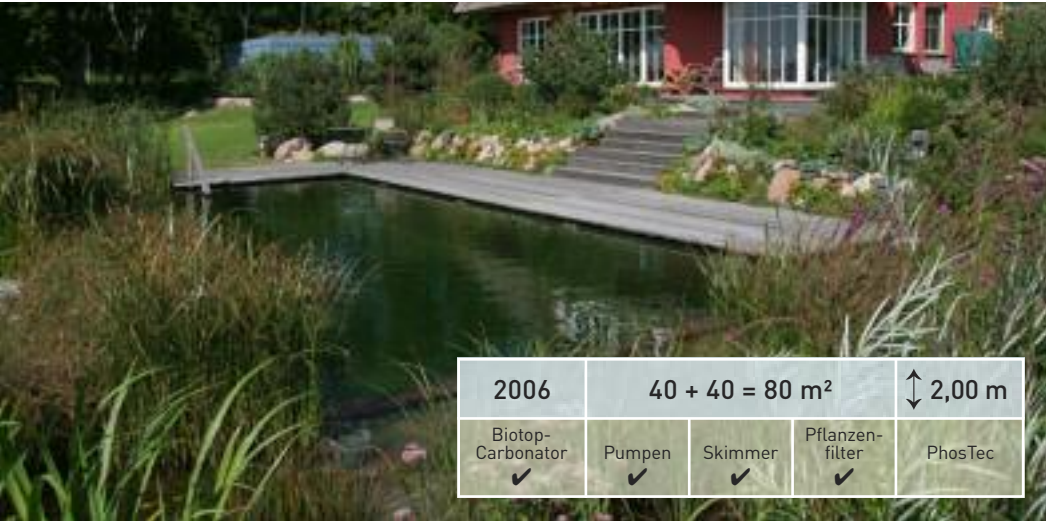 2006
40 + 40 = 80 m²
↕ 2,00 m
Biotop-
Carbonator
✔
Pumpen
✔
Skimmer
✔
Pflanzen-
filter
✔
PhosTec